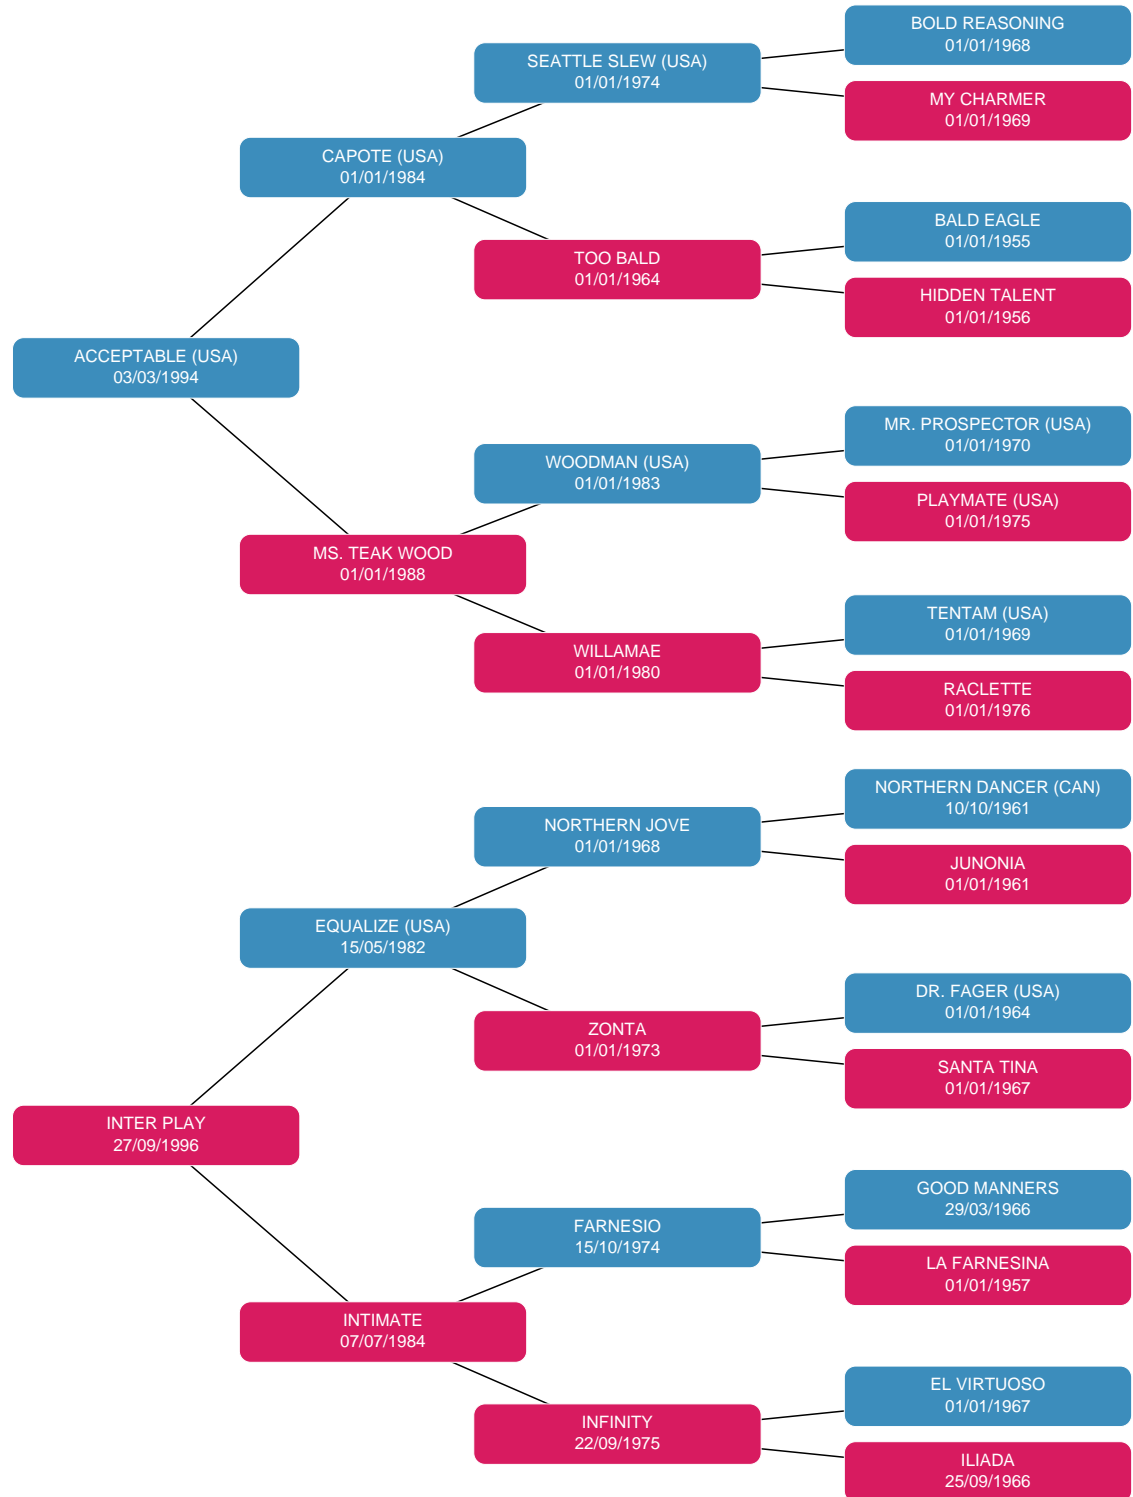 BOLD REASONING
01/01/1968
SEATTLE SLEW (USA)
01/01/1974
MY CHARMER
01/01/1969
CAPOTE (USA)
01/01/1984
BALD EAGLE
01/01/1955
TOO BALD
01/01/1964
HIDDEN TALENT
01/01/1956
ACCEPTABLE (USA)
03/03/1994
MR. PROSPECTOR (USA)
01/01/1970
WOODMAN (USA)
01/01/1983
PLAYMATE (USA)
01/01/1975
MS. TEAK WOOD
01/01/1988
TENTAM (USA)
01/01/1969
WILLAMAE
01/01/1980
RACLETTE
01/01/1976
NORTHERN DANCER (CAN)
10/10/1961
NORTHERN JOVE
01/01/1968
JUNONIA
01/01/1961
EQUALIZE (USA)
15/05/1982
DR. FAGER (USA)
01/01/1964
ZONTA
01/01/1973
SANTA TINA
01/01/1967
INTER PLAY
27/09/1996
GOOD MANNERS
29/03/1966
FARNESIO
15/10/1974
LA FARNESINA
01/01/1957
INTIMATE
07/07/1984
EL VIRTUOSO
01/01/1967
INFINITY
22/09/1975
ILIADA
25/09/1966